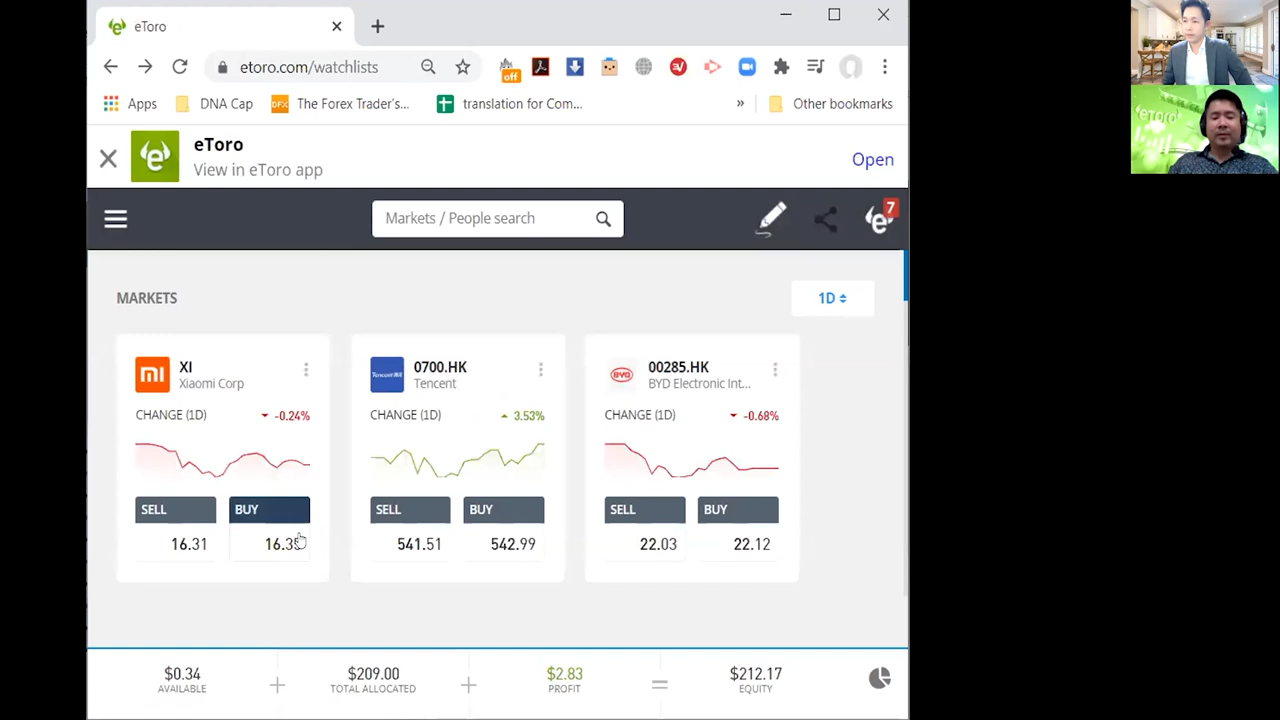 eToro
etoro.com/watchlists
off
Apps
DNA Cap
DFX
The Forex Trader's...
translation for Com...
»
Other bookmarks
eToro
View in eToro app
Open
Markets / People search
7
MARKETS
1D
XI
Xiaomi Corp
CHANGE (1D)
-0.24%
SELL
BUY
16.31
0700.HK
Tencent
CHANGE (1D)
3.53%
SELL
BUY
541.51
542.99
00285.HK
BYD Electronic Int...
CHANGE (1D)
-0.68%
SELL
BUY
22.03
22.12
$0.34
AVAILABLE
+
$209.00
TOTAL ALLOCATED
+
$2.83
PROFIT
=
$212.17
EQUITY
eToro